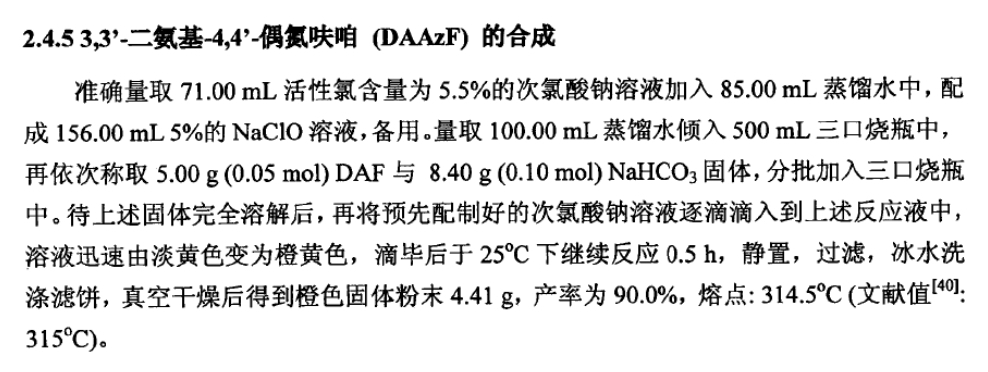 2.4.5 3,3’-二氨基-4,4’-偶氮呋咱 (DAAzF) 的合成
准确量取 71.00 mL 活性氯含量为 5.5%的次氯酸钠溶液加入 85.00 mL 蒸馏水中，配
成 156.00 mL 5%的 NaClO 溶液，备用。量取 100.00 mL 蒸馏水倾入 500 mL 三口烧瓶中，
再依次称取 5.00 g (0.05 mol) DAF 与 8.40 g (0.10 mol) NaHCO₃ 固体，分批加入三口烧瓶
中。待上述固体完全溶解后，再将预先配制好的次氯酸钠溶液逐滴滴入到上述反应液中，
溶液迅速由淡黄色变为橙黄色，滴毕后于 25°C 下继续反应 0.5 h，静置，过滤，冰水洗
涤滤饼，真空干燥后得到橙色固体粉末 4.41 g，产率为 90.0%，熔点: 314.5°C (文献值[40]:
315°C)。